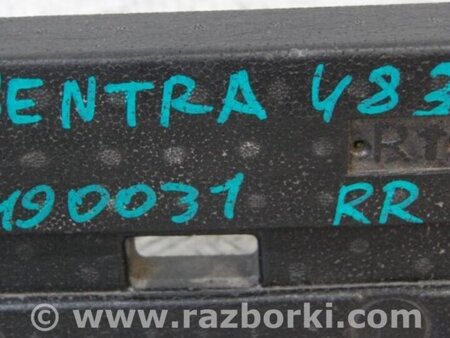 ENTRA 483
190031 RR
R↑
© www.razborki.com